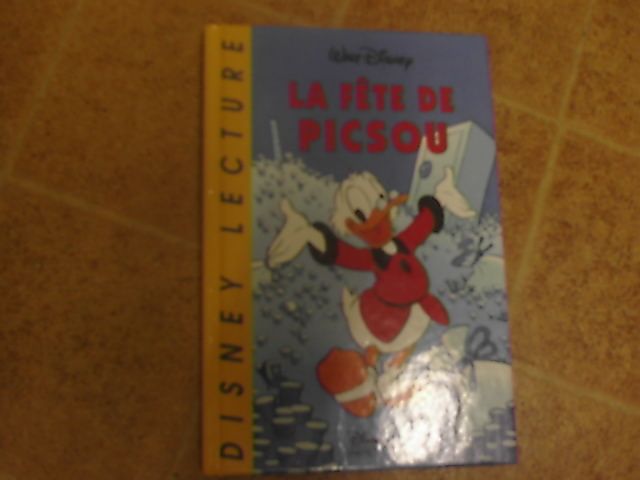 Walt Disney
LA FÊTE DE
PICSOU
DISNEY LECTURE